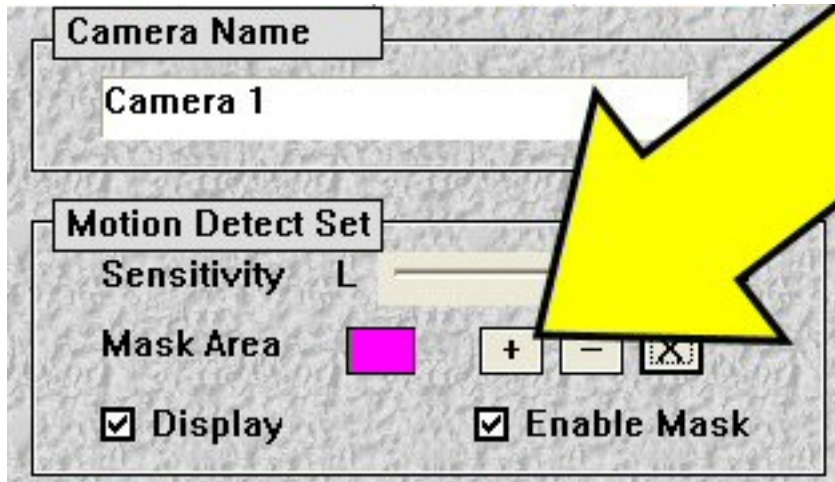 Camera Name
Camera 1
Motion Detect Set
Sensitivity L
Mask Area + − X
Display Enable Mask